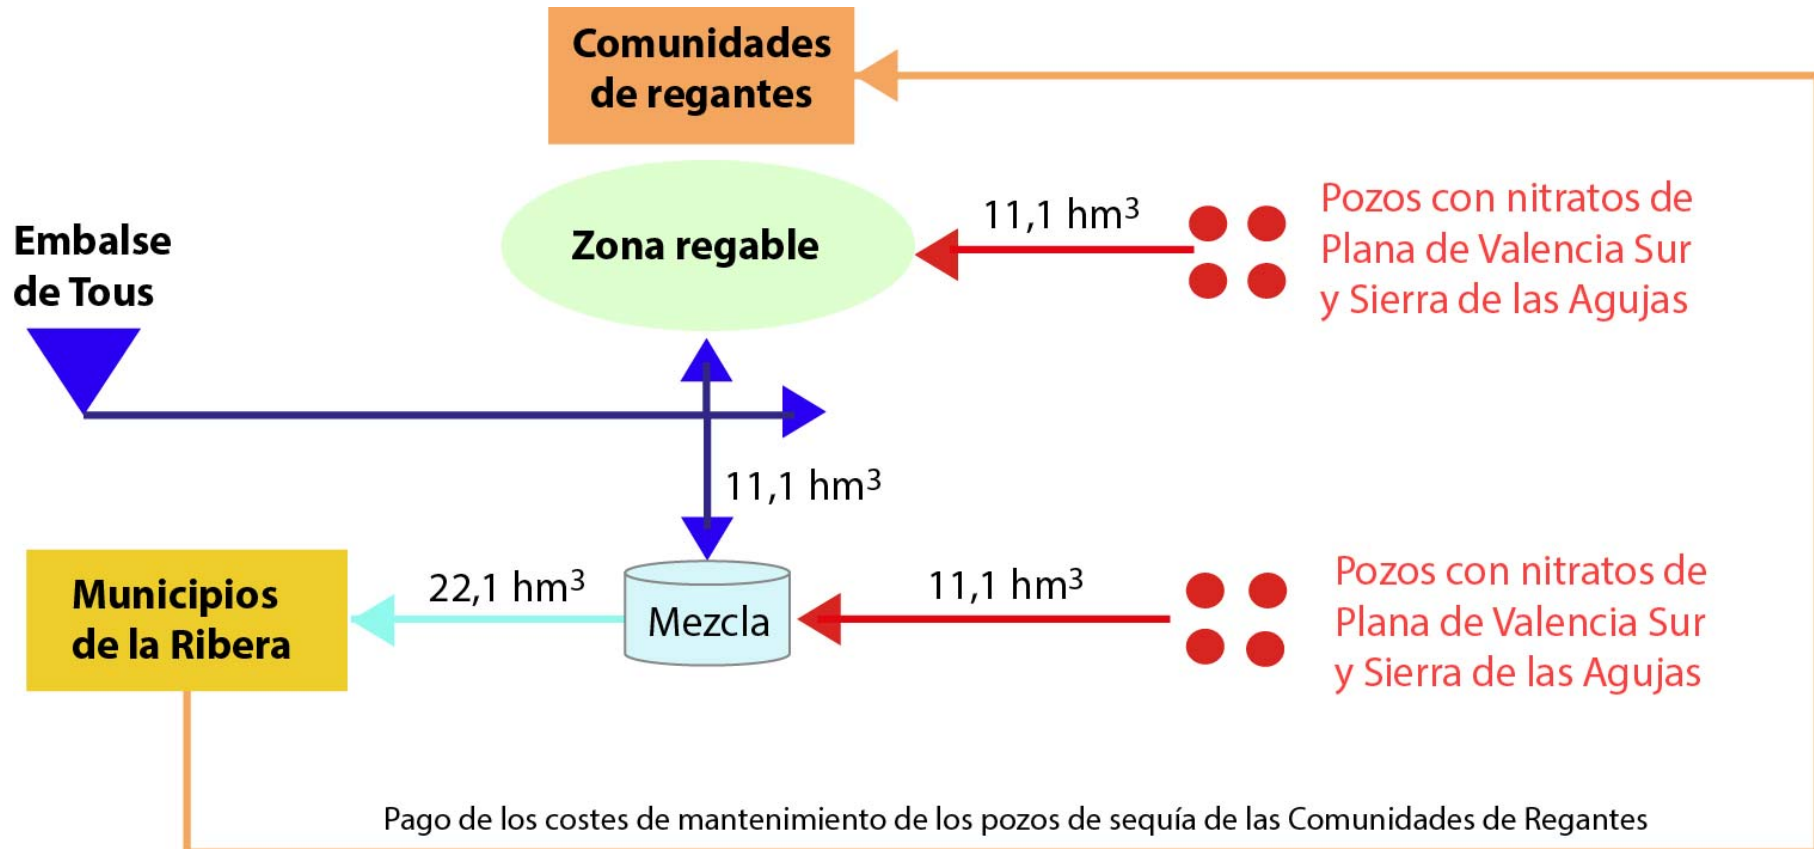 Comunidades
de regantes
Embalse
de Tous
Zona regable
11,1 hm³
Pozos con nitratos de
Plana de Valencia Sur
y Sierra de las Agujas
11,1 hm³
Municipios
de la Ribera
22,1 hm³
Mezcla
11,1 hm³
Pozos con nitratos de
Plana de Valencia Sur
y Sierra de las Agujas
Pago de los costes de mantenimiento de los pozos de sequía de las Comunidades de Regantes